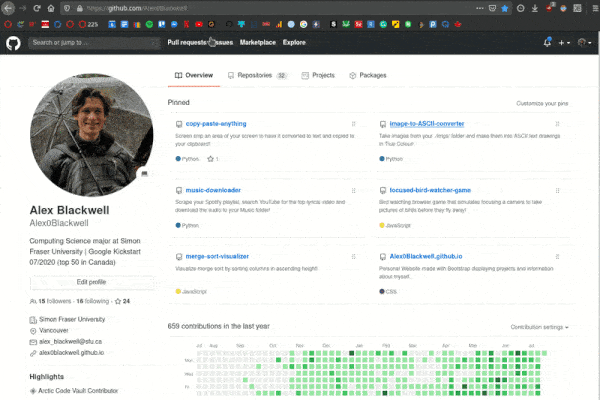 https://github.com/Alex0Blackwell
225
Search or jump to ...
Pull requests Issues Marketplace Explore
Overview Repositories 32 Projects Packages
Pinned
Customize your pins
copy-paste-anything
Screen snip an area of your screen to have it converted to text and copied to
your clipboard!
Python 1
image-to-ASCII-converter
Take images from your ./imgs/ folder and make them into ASCII text drawings
in True Colour
Python
music-downloader
Scrape your Spotify playlist, search YouTube for the top lyrics video and
download the audio to your Music folder!
Python
focused-bird-watcher-game
Bird watching browser game that simulates focusing a camera to take
pictures of birds before they fly away!
JavaScript
merge-sort-visualizer
Visualize merge sort by sorting columns in ascending height!
JavaScript
Alex0Blackwell.github.io
Personal Website made with Bootstrap displaying projects and information
about myself.
CSS
Alex Blackwell
Alex0Blackwell
Computing Science major at Simon
Fraser University | Google Kickstart
07/2020 (top 50 in Canada)
Edit profile
15 followers · 16 following · 24
Simon Fraser University
Vancouver
alex_blackwell@sfu.ca
alex0blackwell.github.io
Highlights
Arctic Code Vault Contributor
659 contributions in the last year
Contribution settings
Jul Aug Sep Oct Nov Dec Jan Feb Mar Apr May Jun Jul
Mon
Wed
Fri